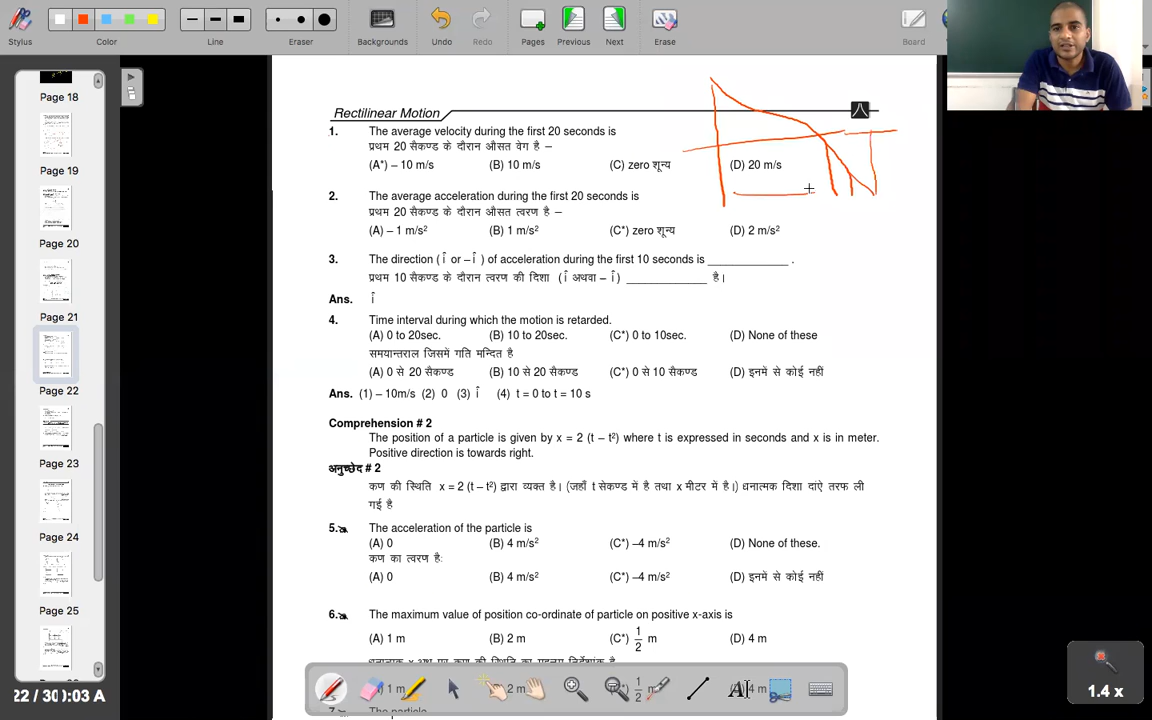 Stylus
Color
Line
Eraser
Backgrounds
Undo
Redo
Pages
Previous
Next
Erase
Board
Page 18
Page 19
Page 20
Page 21
Page 22
Page 23
Page 24
Page 25
22 / 30
Rectilinear Motion
1. The average velocity during the first 20 seconds is
प्रथम 20 सैकण्ड के दौरान औसत वेग है –
(A*) – 10 m/s (B) 10 m/s (C) zero शून्य (D) 20 m/s
2. The average acceleration during the first 20 seconds is
प्रथम 20 सैकण्ड के दौरान औसत त्वरण है –
(A) – 1 m/s² (B) 1 m/s² (C*) zero शून्य (D) 2 m/s²
3. The direction (î or –î ) of acceleration during the first 10 seconds is ____________ .
प्रथम 10 सैकण्ड के दौरान त्वरण की दिशा (î अथवा – î) ____________ है।
Ans. î
4. Time interval during which the motion is retarded.
(A) 0 to 20sec. (B) 10 to 20sec. (C*) 0 to 10sec. (D) None of these
समयान्तराल जिसमें गति मन्दित है
(A) 0 से 20 सैकण्ड (B) 10 से 20 सैकण्ड (C*) 0 से 10 सैकण्ड (D) इनमें से कोई नहीं
Ans. (1) – 10m/s (2) 0 (3) î (4) t = 0 to t = 10 s
Comprehension # 2
The position of a particle is given by x = 2 (t – t²) where t is expressed in seconds and x is in meter.
Positive direction is towards right.
अनुच्छेद # 2
कण की स्थिति x = 2 (t – t²) द्वारा व्यक्त है। (जहाँ t सेकण्ड में है तथा x मीटर में है।) धनात्मक दिशा दांऐ तरफ ली
गई है
5. The acceleration of the particle is
(A) 0 (B) 4 m/s² (C*) –4 m/s² (D) None of these.
कण का त्वरण है:
(A) 0 (B) 4 m/s² (C*) –4 m/s² (D) इनमें से कोई नहीं
6. The maximum value of position co-ordinate of particle on positive x-axis is
(A) 1 m (B) 2 m (C*) 1/2 m (D) 4 m
1.4 x